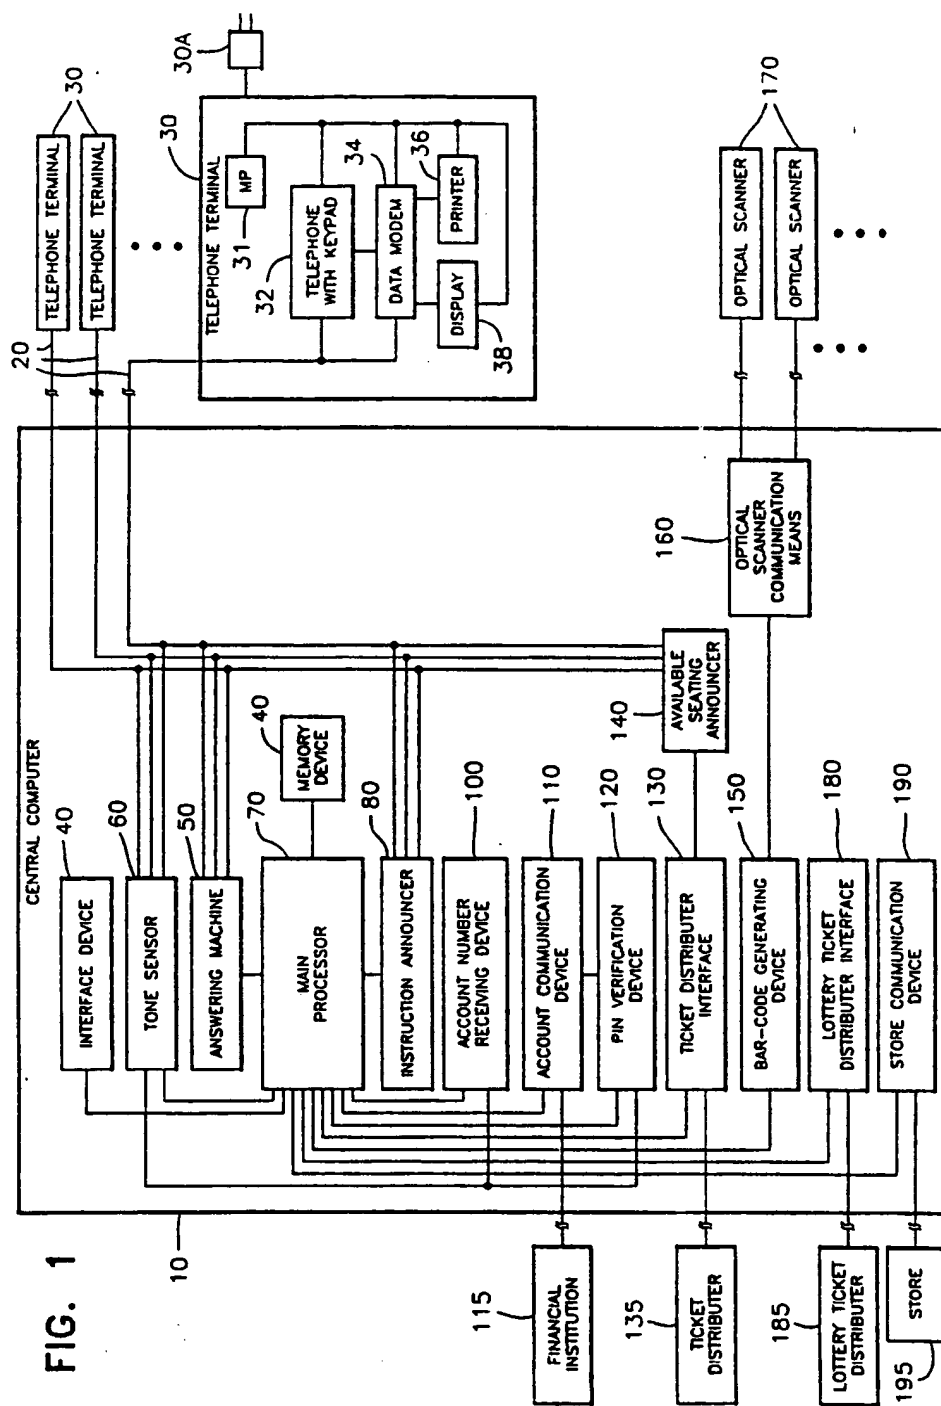 FIG. 1
10
CENTRAL COMPUTER
40
INTERFACE DEVICE
60
TONE SENSOR
50
ANSWERING MACHINE
70
MAIN
PROCESSOR
40
MEMORY
DEVICE
80
INSTRUCTION ANNOUNCER
100
ACCOUNT NUMBER
RECEIVING DEVICE
110
ACCOUNT COMMUNICATION
DEVICE
120
PIN VERIFICATION
DEVICE
130
TICKET DISTRIBUTER
INTERFACE
140
AVAILABLE
SEATING
ANNOUNCER
150
BAR-CODE GENERATING
DEVICE
160
OPTICAL
SCANNER
COMMUNICATION
MEANS
180
LOTTERY TICKET
DISTRIBUTER INTERFACE
190
STORE COMMUNICATION
DEVICE
115
FINANCIAL
INSTITUTION
135
TICKET
DISTRIBUTER
185
LOTTERY TICKET
DISTRIBUTER
195
STORE
20
TELEPHONE TERMINAL
TELEPHONE TERMINAL
30
30
TELEPHONE TERMINAL
30A
31
MP
32
TELEPHONE
WITH KEYPAD
34
DATA MODEM
36
PRINTER
38
DISPLAY
OPTICAL SCANNER
OPTICAL SCANNER
170